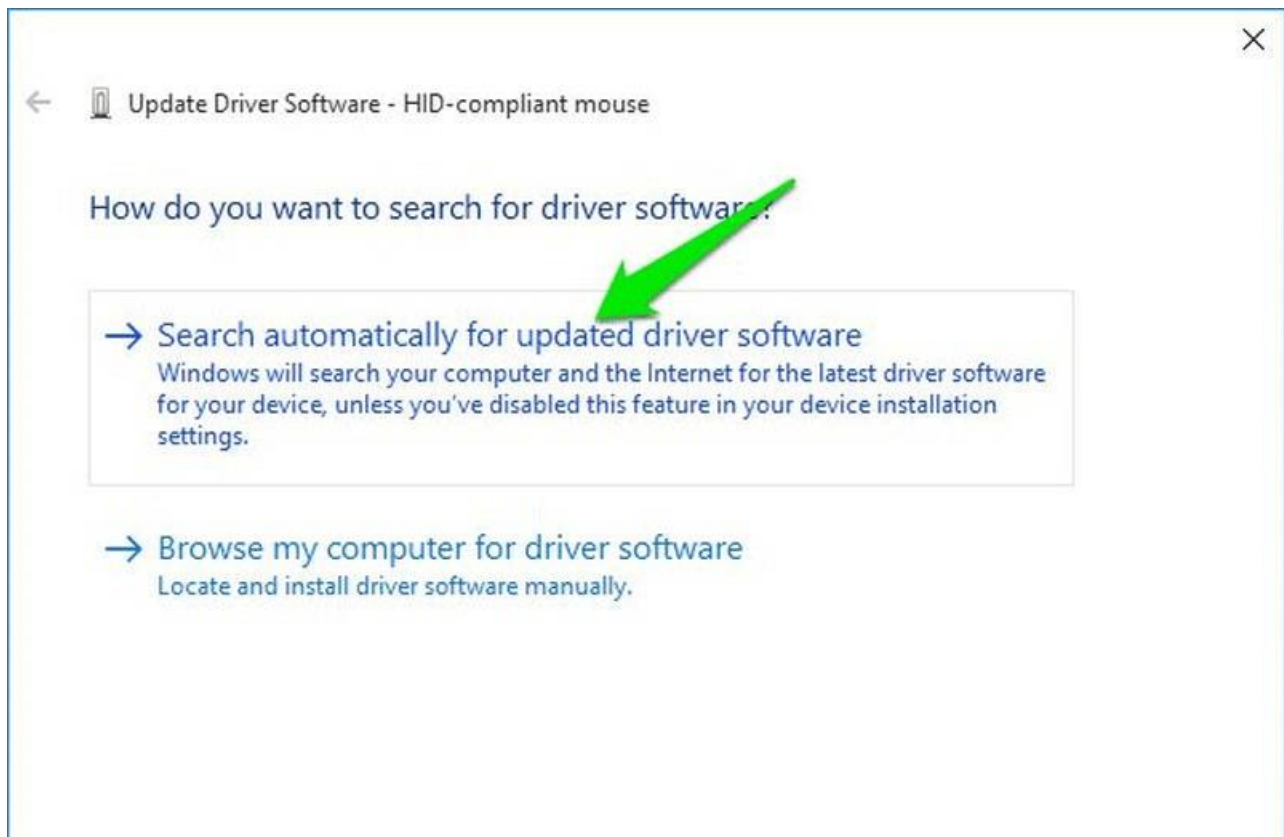 Update Driver Software - HID-compliant mouse
How do you want to search for driver software?
Search automatically for updated driver software
Windows will search your computer and the Internet for the latest driver software
for your device, unless you've disabled this feature in your device installation
settings.
Browse my computer for driver software
Locate and install driver software manually.